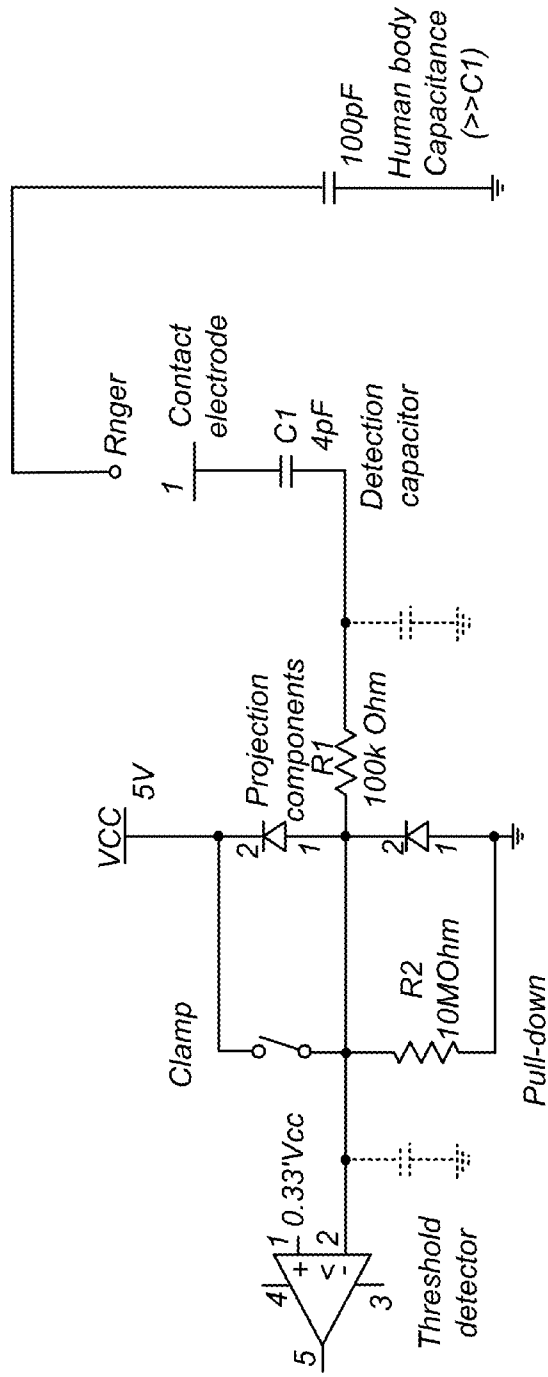 VCC
5V
Clamp
2
1
Projection
components
R1
100k Ohm
2
1
R2
10MOhm
Pull-down
5
4
3
+
1
0.33'Vcc
<
-
2
Threshold
detector
Rnger
1
Contact
electrode
C1
4pF
Detection
capacitor
100pF
Human body
Capacitance
(>>C1)